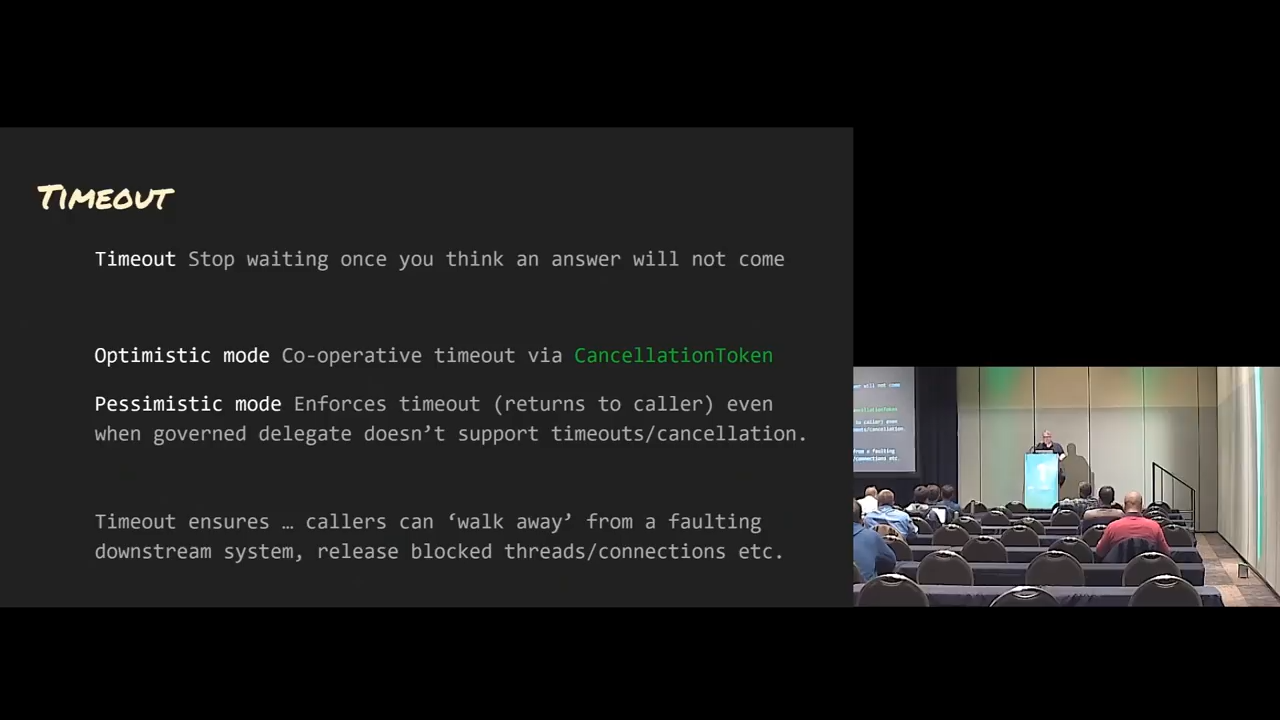 TIMEOUT
Timeout Stop waiting once you think an answer will not come
Optimistic mode Co-operative timeout via CancellationToken
Pessimistic mode Enforces timeout (returns to caller) even
when governed delegate doesn’t support timeouts/cancellation.
Timeout ensures … callers can ‘walk away’ from a faulting
downstream system, release blocked threads/connections etc.